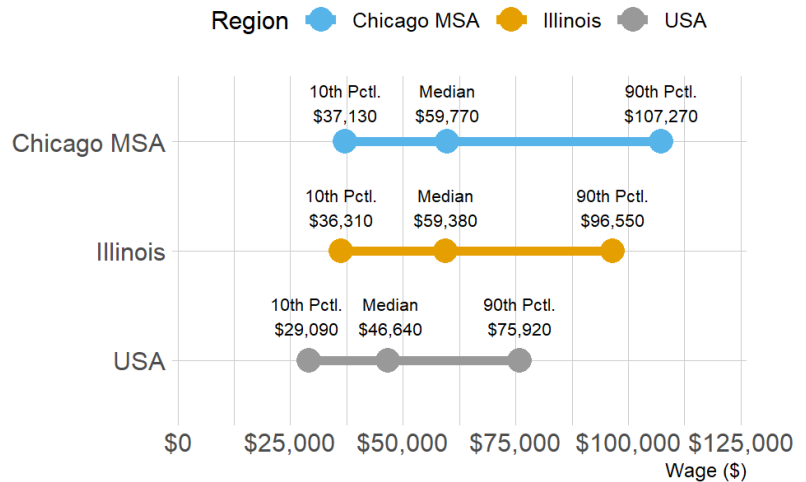 Region Chicago MSA Illinois USA
10th Pctl. Median 90th Pctl.
$37,130 $59,770 $107,270
Chicago MSA
10th Pctl. Median 90th Pctl.
$36,310 $59,380 $96,550
Illinois
10th Pctl. Median 90th Pctl.
$29,090 $46,640 $75,920
USA
$0 $25,000 $50,000 $75,000 $100,000 $125,000
Wage ($)